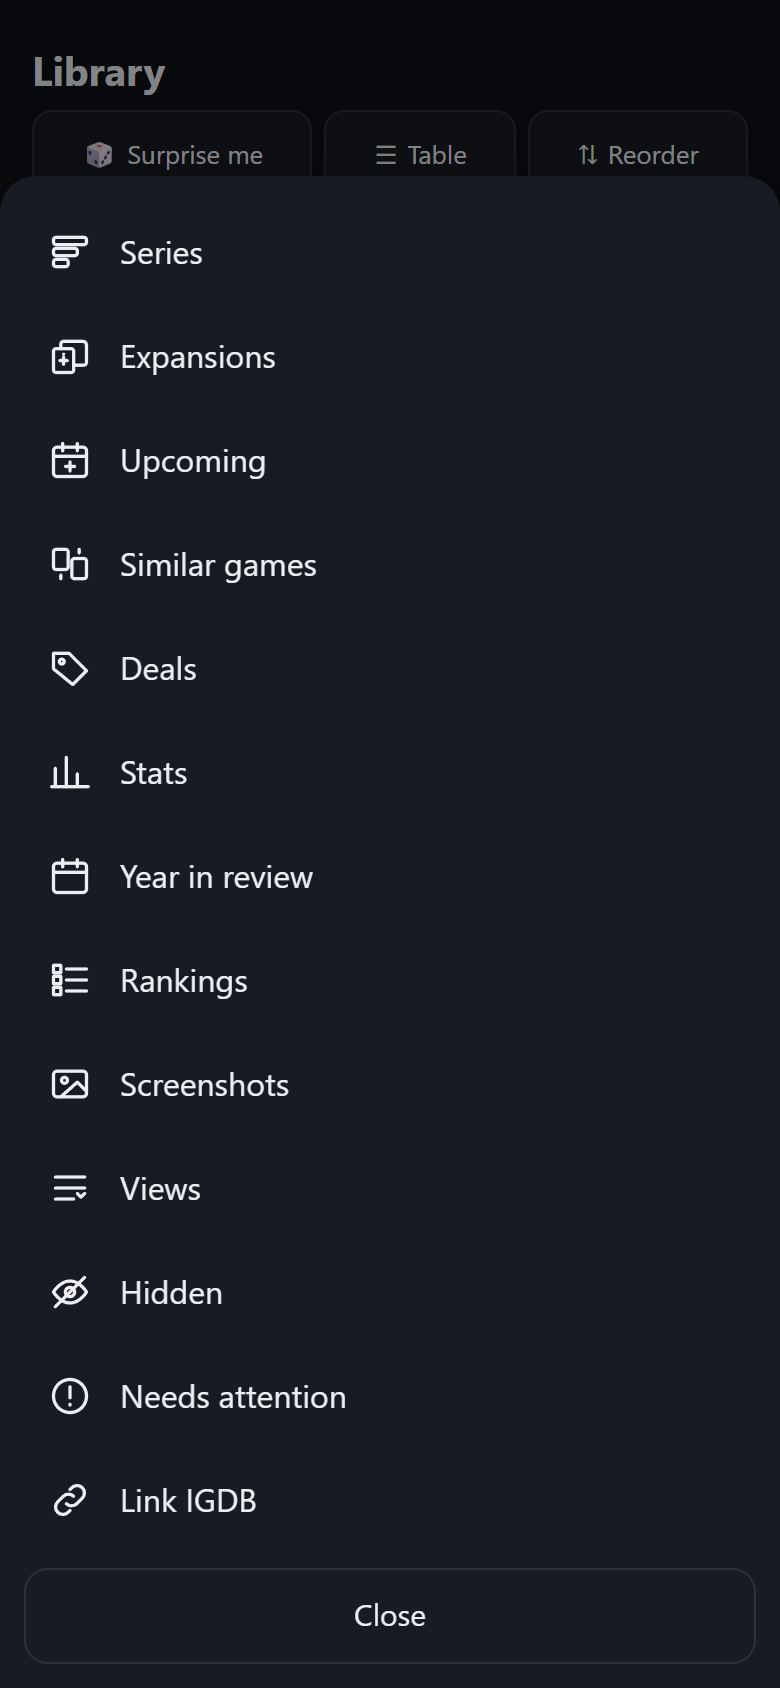 Library
Surprise me
Table
Reorder
Series
Expansions
Upcoming
Similar games
Deals
Stats
Year in review
Rankings
Screenshots
Views
Hidden
Needs attention
Link IGDB
Close